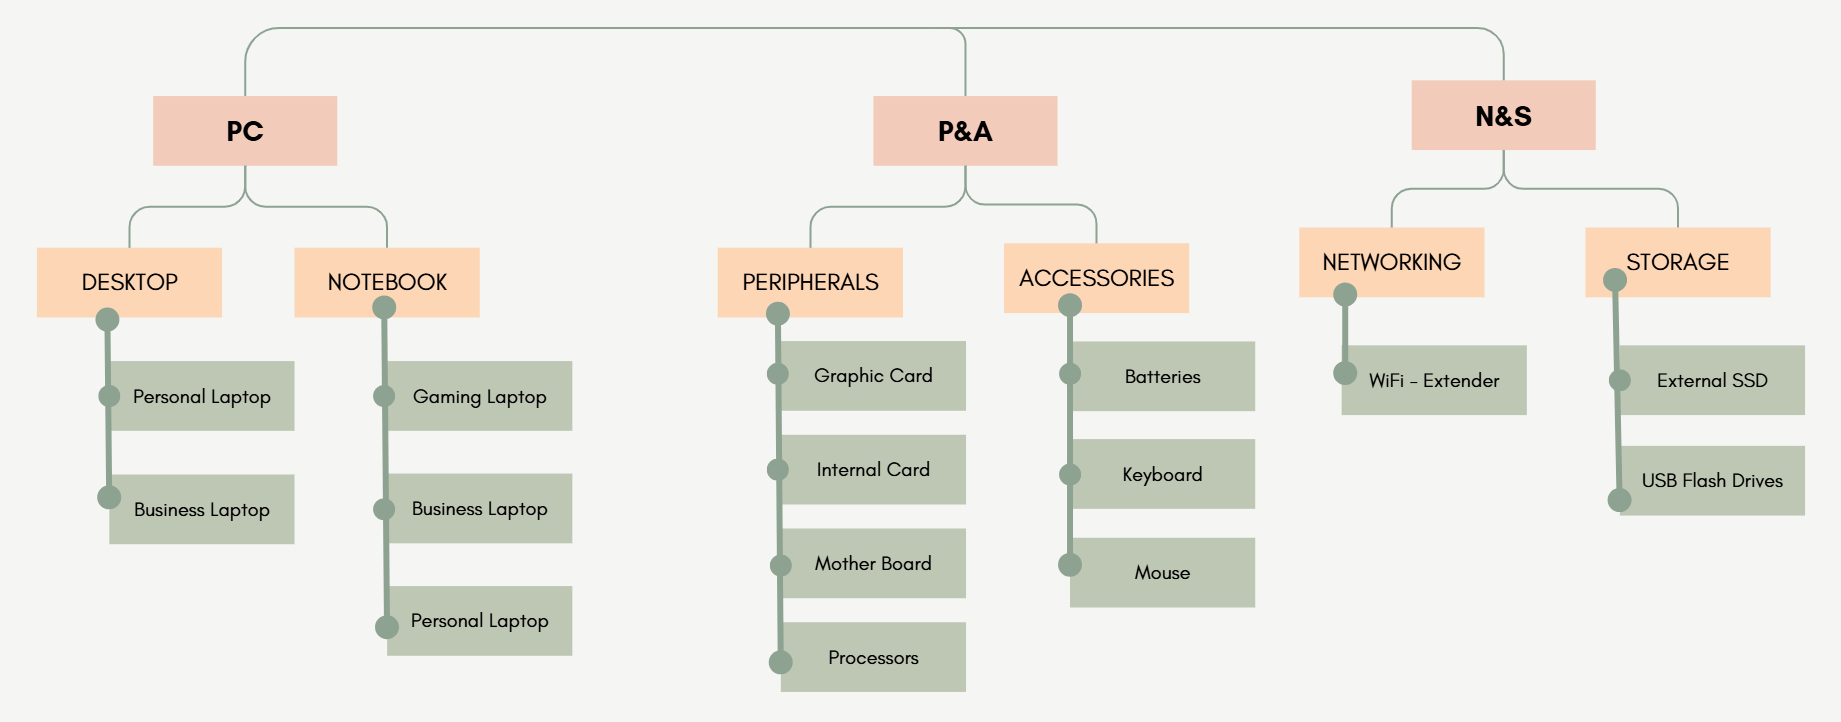 PC
P&A
N&S
DESKTOP
NOTEBOOK
PERIPHERALS
ACCESSORIES
NETWORKING
STORAGE
Personal Laptop
Business Laptop
Gaming Laptop
Business Laptop
Personal Laptop
Graphic Card
Internal Card
Mother Board
Processors
Batteries
Keyboard
Mouse
WiFi - Extender
External SSD
USB Flash Drives